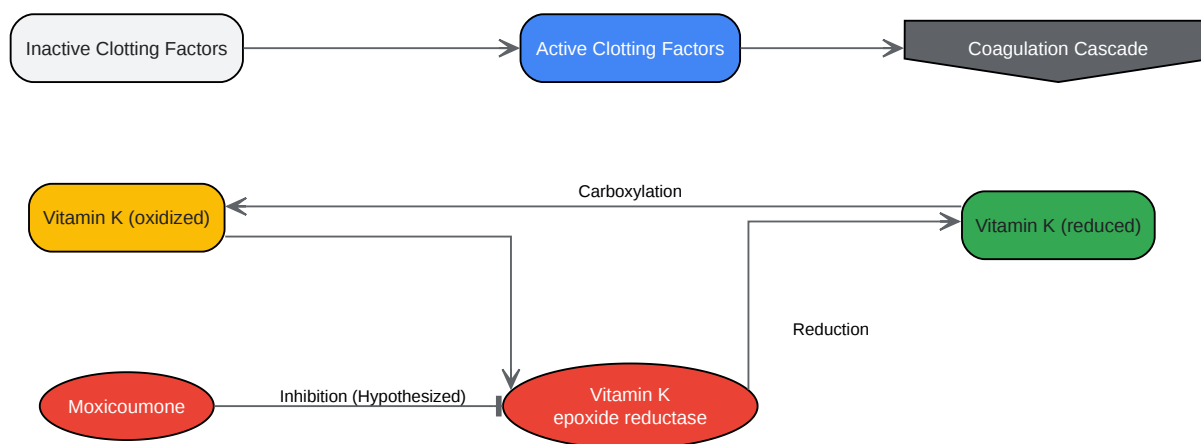 Inactive Clotting Factors
Active Clotting Factors
Coagulation Cascade
Carboxylation
Vitamin K (oxidized)
Vitamin K (reduced)
Reduction
Moxicoumone
Inhibition (Hypothesized)
Vitamin K
epoxide reductase